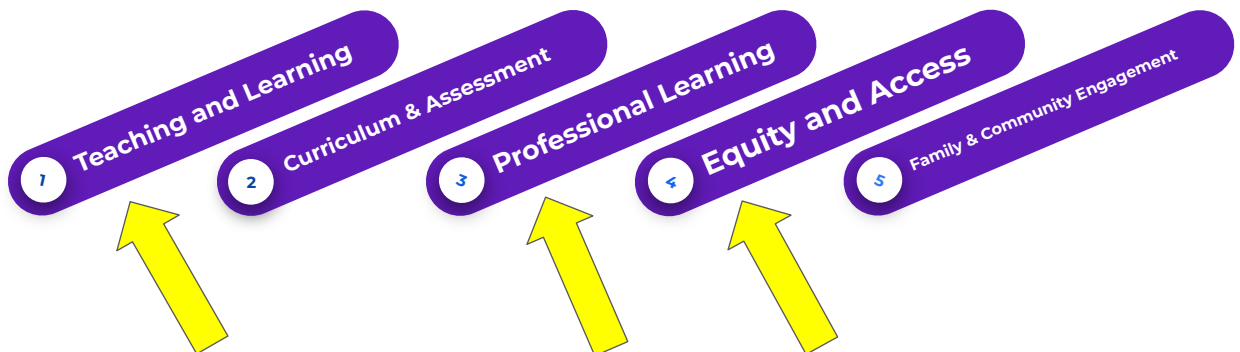 1 Teaching and Learning
2 Curriculum & Assessment
3 Professional Learning
4 Equity and Access
5 Family & Community Engagement